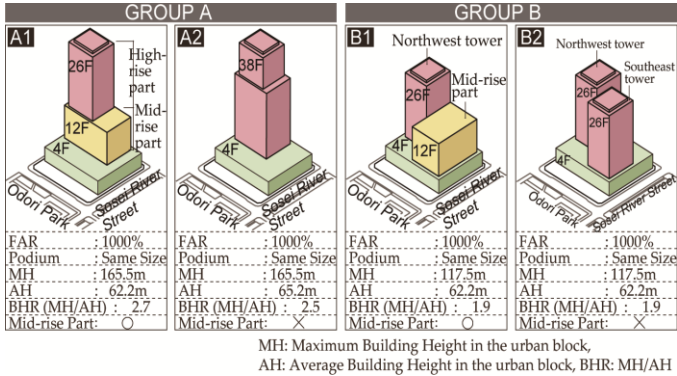 GROUP A
GROUP B
A1
26F
12F
4F
High-
rise
part
Mid-
rise
part
Odori Park
Sosei River
Street
A2
38F
4F
Odori Park
Sosei River
Street
B1
Northwest tower
Mid-rise
part
26F
4F
12F
Odori Park
Sosei River
Street
B2
Northwest tower
Southeast
tower
26F
26F
4F
Odori Park
Sosei River Street
FAR : 1000%
Podium : Same Size
MH : 165.5m
AH : 62.2m
BHR (MH/AH) : 2.7
Mid-rise Part: ○
FAR : 1000%
Podium : Same Size
MH : 165.5m
AH : 65.2m
BHR (MH/AH) : 2.5
Mid-rise Part: ×
FAR : 1000%
Podium : Same Size
MH : 117.5m
AH : 62.2m
BHR (MH/AH) : 1.9
Mid-rise Part: ○
FAR : 1000%
Podium : Same Size
MH : 117.5m
AH : 62.2m
BHR (MH/AH) : 1.9
Mid-rise Part: ×
MH: Maximum Building Height in the urban block,
AH: Average Building Height in the urban block, BHR: MH/AH